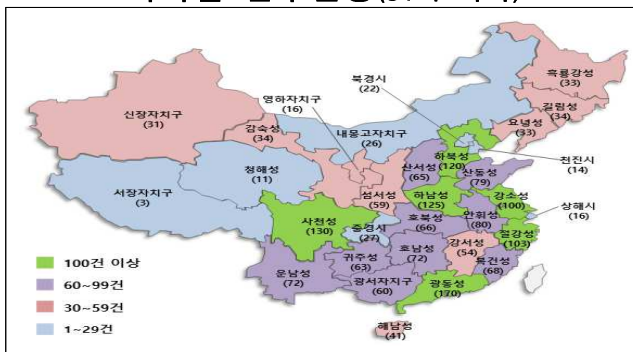 흑룡강성
(33)
북경시
(22)
길림성
(34)
영하자치구
(16)
신장자치구
(31)
요녕성
(33)
감숙성
(34)
내몽고자치구
(26)
하북성
(120)
천진시
(14)
산서성
(65)
청해성
(11)
산동성
(79)
섬서성
(59)
하남성
(125)
강소성
(100)
서장자치구
(3)
상해시
(16)
안휘성
(80)
호북성
(66)
사천성
(130)
중경시
(27)
절강성
(103)
강서성
(54)
호남성
(72)
귀주성
(63)
복건성
(68)
운남성
(72)
광서자치구
(60)
광동성
(170)
해남성
(41)
100건 이상
60~99건
30~59건
1~29건